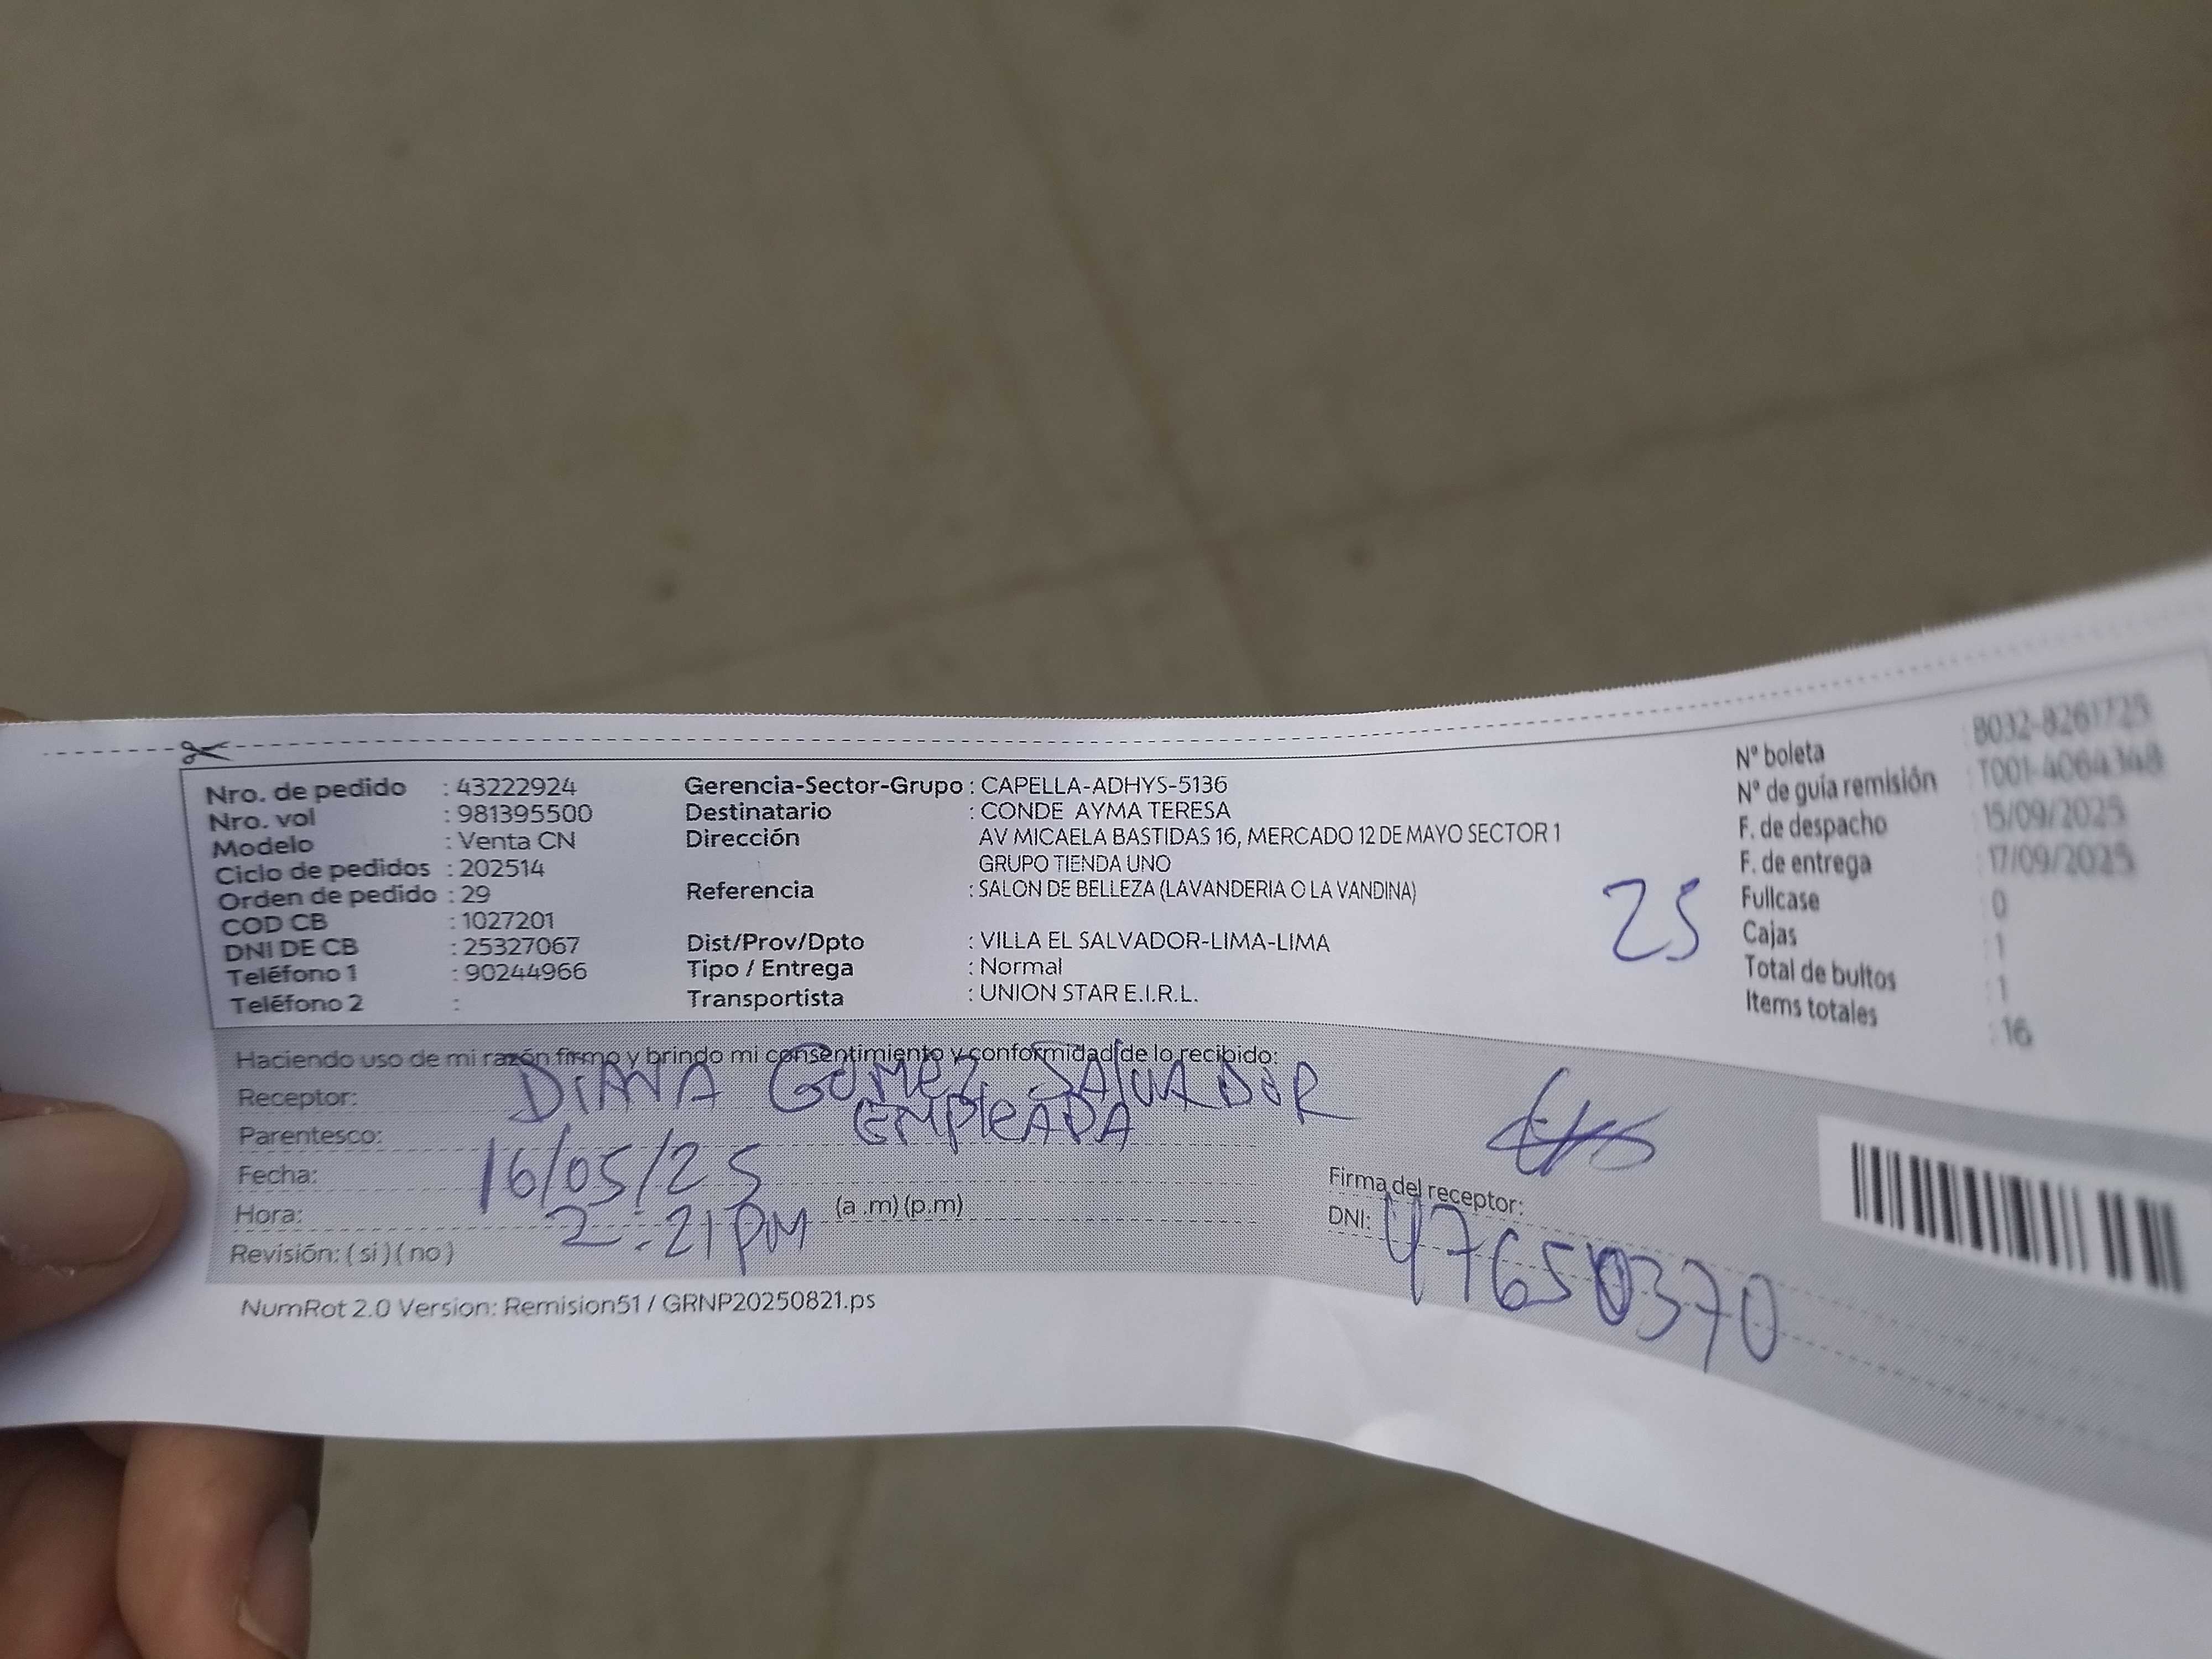 Nro. de pedido : 43222924
Nro. vol : 981395500
Modelo : Venta CN
Ciclo de pedidos : 202514
Orden de pedido : 29
COD CB : 1027201
DNI DE CB : 25327067
Teléfono 1 : 90244966
Teléfono 2 :
Gerencia-Sector-Grupo : CAPELLA-ADHYS-5136
Destinatario : CONDE AYMA TERESA
Dirección AV MICAELA BASTIDAS 16, MERCADO 12 DE MAYO SECTOR 1
GRUPO TIENDA UNO
Referencia : SALON DE BELLEZA (LAVANDERIA O LA VANDINA)
Dist/Prov/Dpto : VILLA EL SALVADOR-LIMA-LIMA
Tipo / Entrega : Normal
Transportista : UNION STAR E.I.R.L.
25
N° boleta : B032-8261725
N° de guía remisión : T001-4064348
F. de despacho : 15/09/2025
F. de entrega : 17/09/2025
Fullcase : 0
Cajas : 1
Total de bultos : 1
Items totales : 16
Haciendo uso de mi razón firmo y brindo mi consentimiento y conformidad de lo recibido:
Receptor: DIANA GOMEZ SALVADOR
Parentesco: EMPLEADA
Fecha: 16/05/25
Hora: 2:21 PM (a .m) (p.m)
Revisión: ( si ) ( no )
Firma del receptor:
DNI: 47650370
NumRot 2.0 Version: Remision51 / GRNP20250821.ps